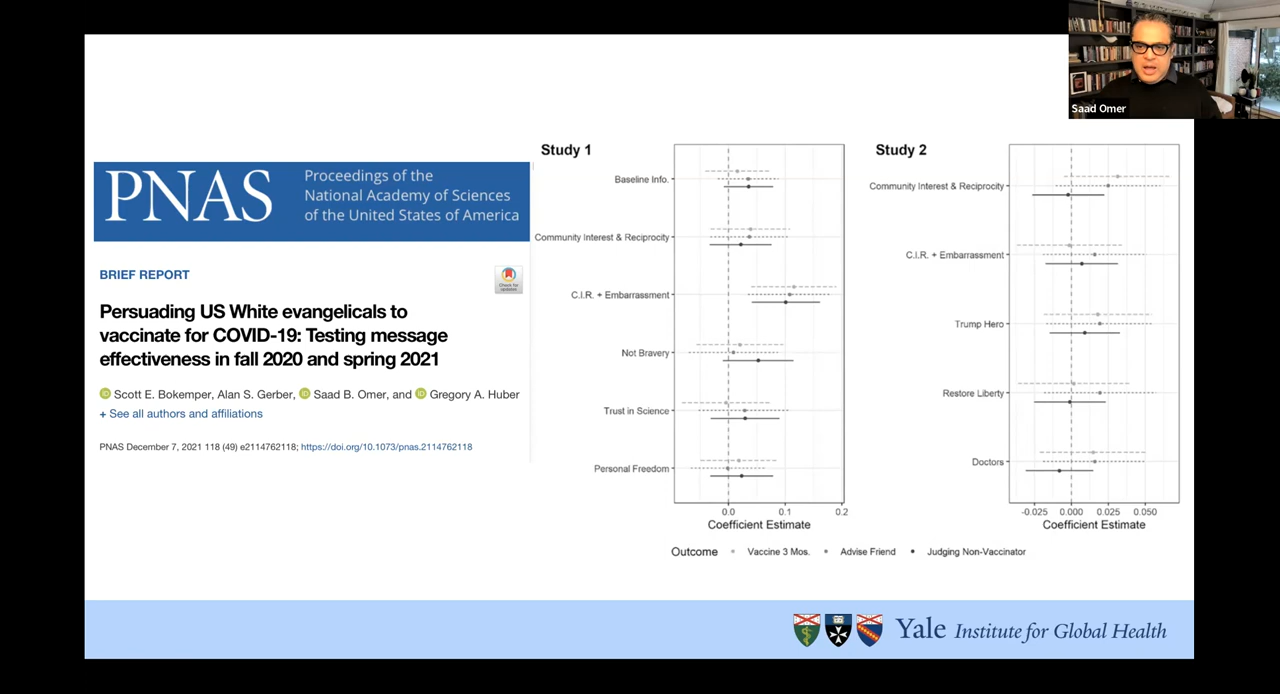 Saad Omer
PNAS
Proceedings of the
National Academy of Sciences
of the United States of America
BRIEF REPORT
Check for
updates
Persuading US White evangelicals to
vaccinate for COVID-19: Testing message
effectiveness in fall 2020 and spring 2021
Scott E. Bokemper, Alan S. Gerber, Saad B. Omer, and Gregory A. Huber
+ See all authors and affiliations
PNAS December 7, 2021 118 (49) e2114762118; https://doi.org/10.1073/pnas.2114762118
Study 1
Baseline Info.
Community Interest & Reciprocity
C.I.R. + Embarrassment
Not Bravery
Trust in Science
Personal Freedom
0.0 0.1 0.2
Coefficient Estimate
Study 2
Community Interest & Reciprocity
C.I.R. + Embarrassment
Trump Hero
Restore Liberty
Doctors
-0.025 0.000 0.025 0.050
Coefficient Estimate
Outcome Vaccine 3 Mos. Advise Friend Judging Non-Vaccinator
Yale Institute for Global Health